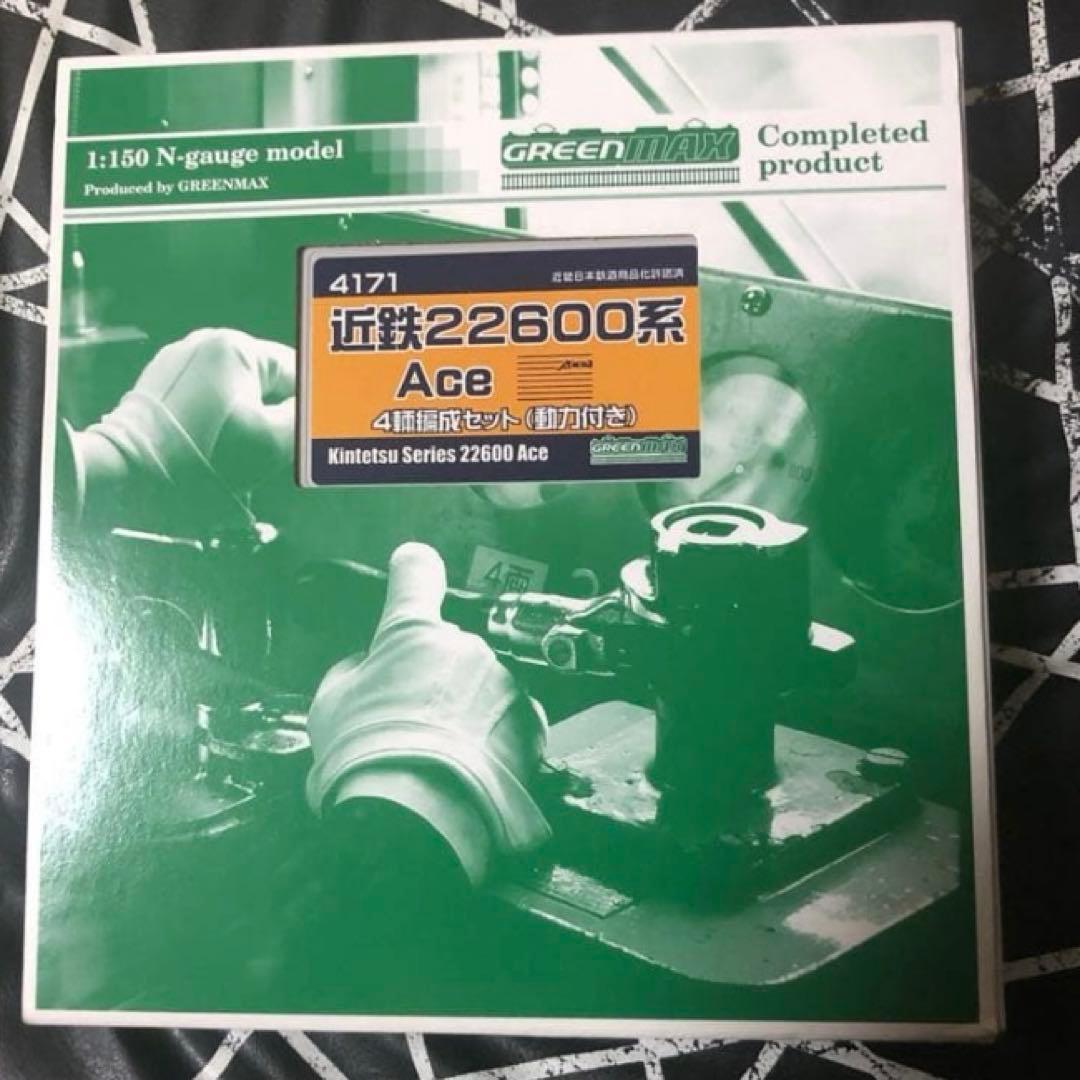 1:150 N-gauge model
Produced by GREENMAX
GREENMAX
Completed
product
4171
近畿日本鉄道商品化許諾済
近鉄22600系
Ace
4輌編成セット(動力付き)
Kintetsu Series 22600 Ace
GREENMAX
4両